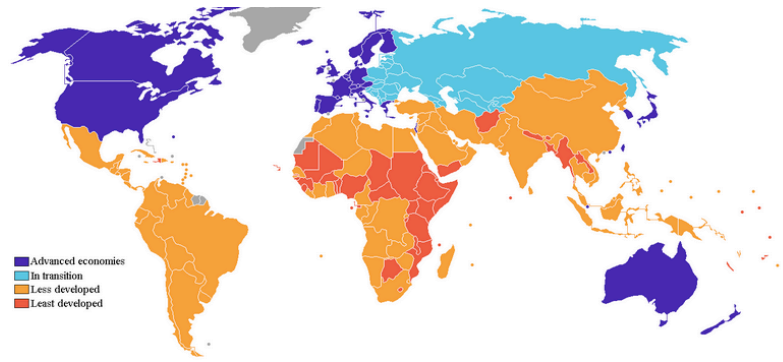 Advanced economies
In transition
Less developed
Least developed